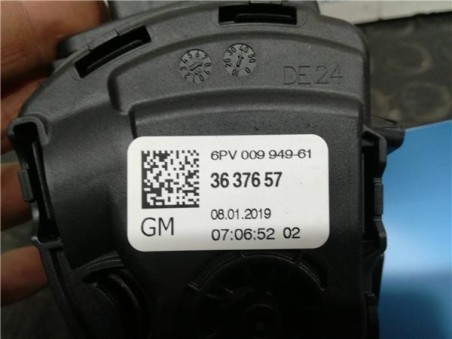 DE24
6PV 009 949-61
36 376 57
08.01.2019
GM
07:06:52 02